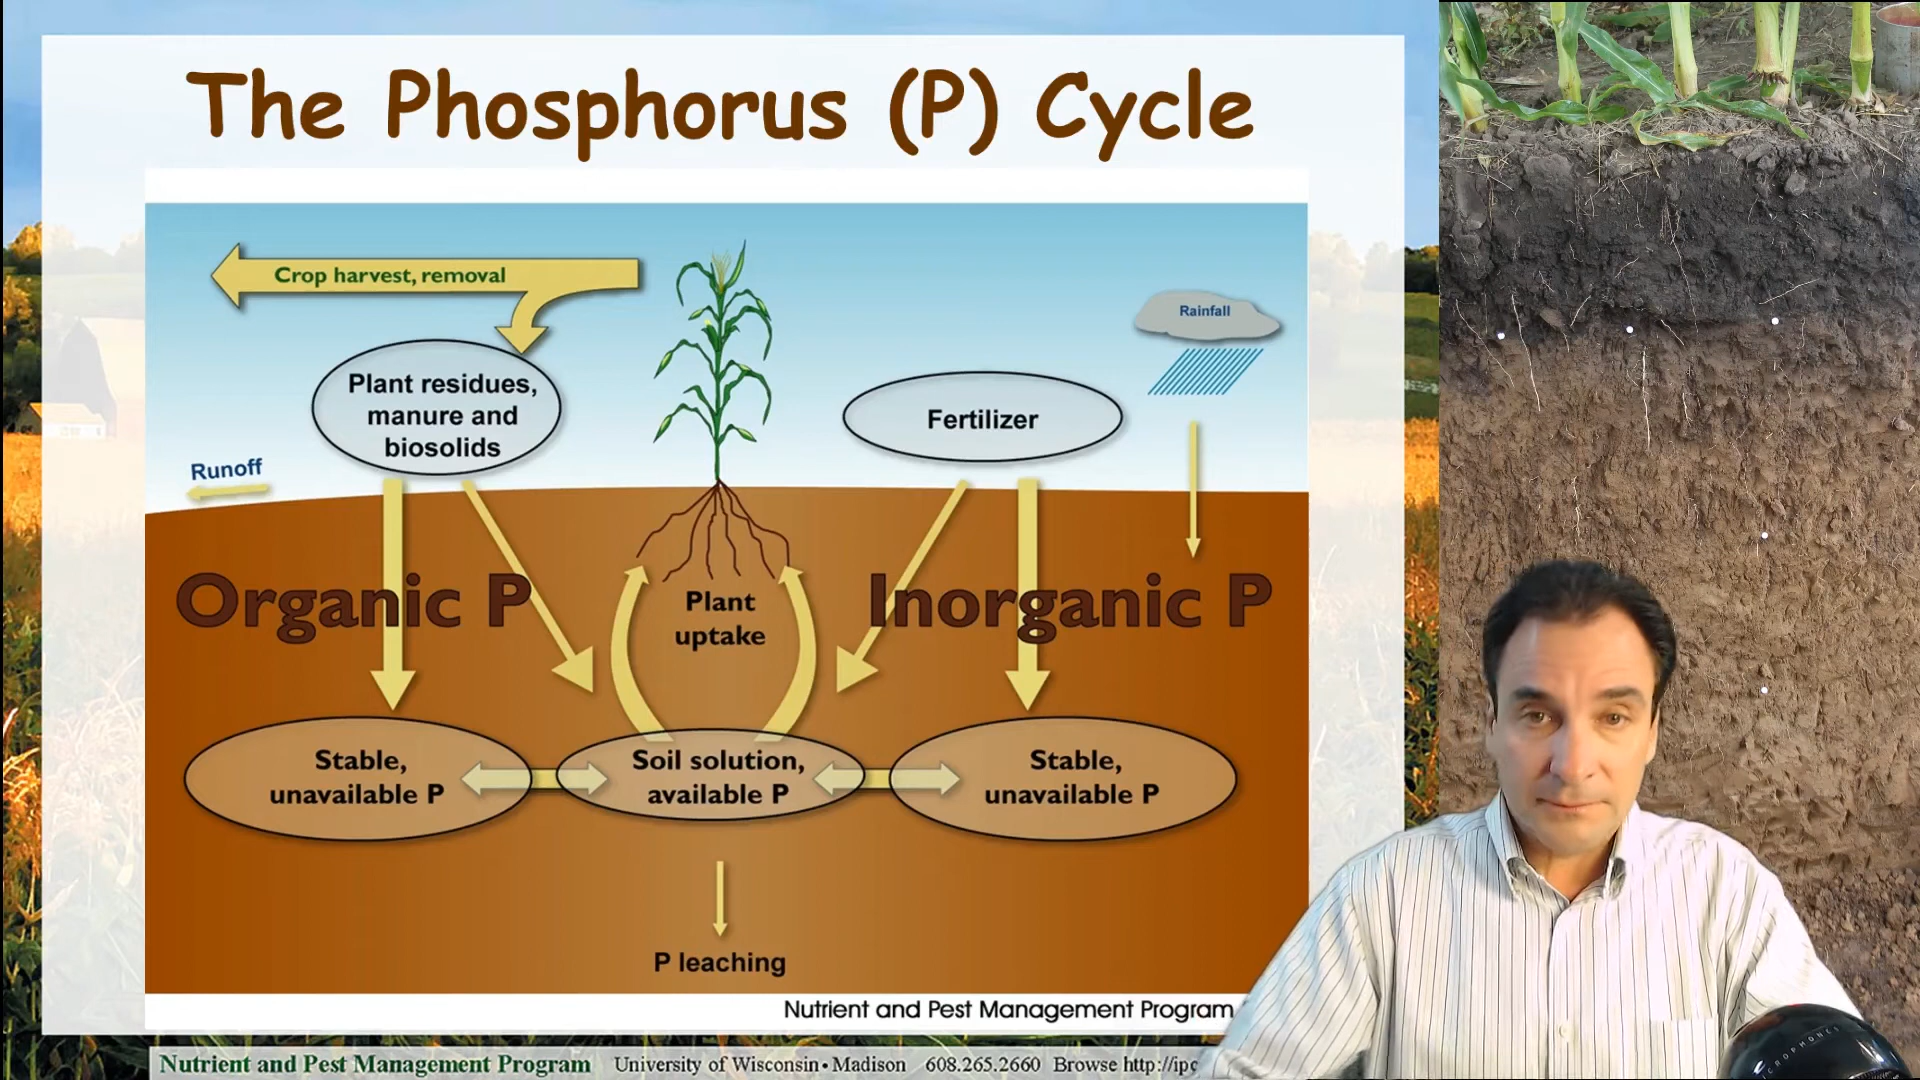 The Phosphorus (P) Cycle
Crop harvest, removal
Rainfall
Plant residues,
manure and
biosolids
Fertilizer
Runoff
Organic P
Plant
uptake
Inorganic P
Stable,
unavailable P
Soil solution,
available P
Stable,
unavailable P
P leaching
Nutrient and Pest Management Program
Nutrient and Pest Management Program University of Wisconsin•Madison 608.265.2660 Browse http://ipc